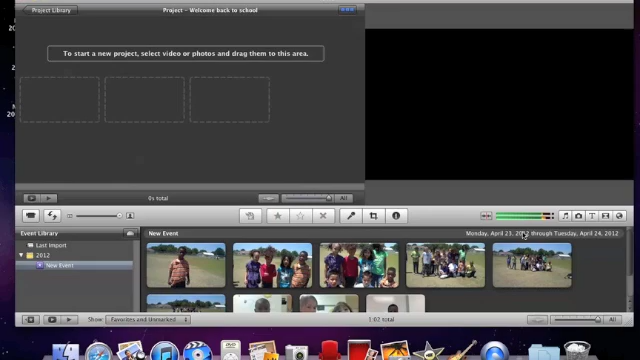 Project Library
Project - Welcome back to school
To start a new project, select video or photos and drag them to this area.
0s total
All
Event Library
New Event
Monday, April 23, 2012 through Tuesday, April 24, 2012
Last Import
2012
New Event
Show:
Favorites and Unmarked
1:02 total
All